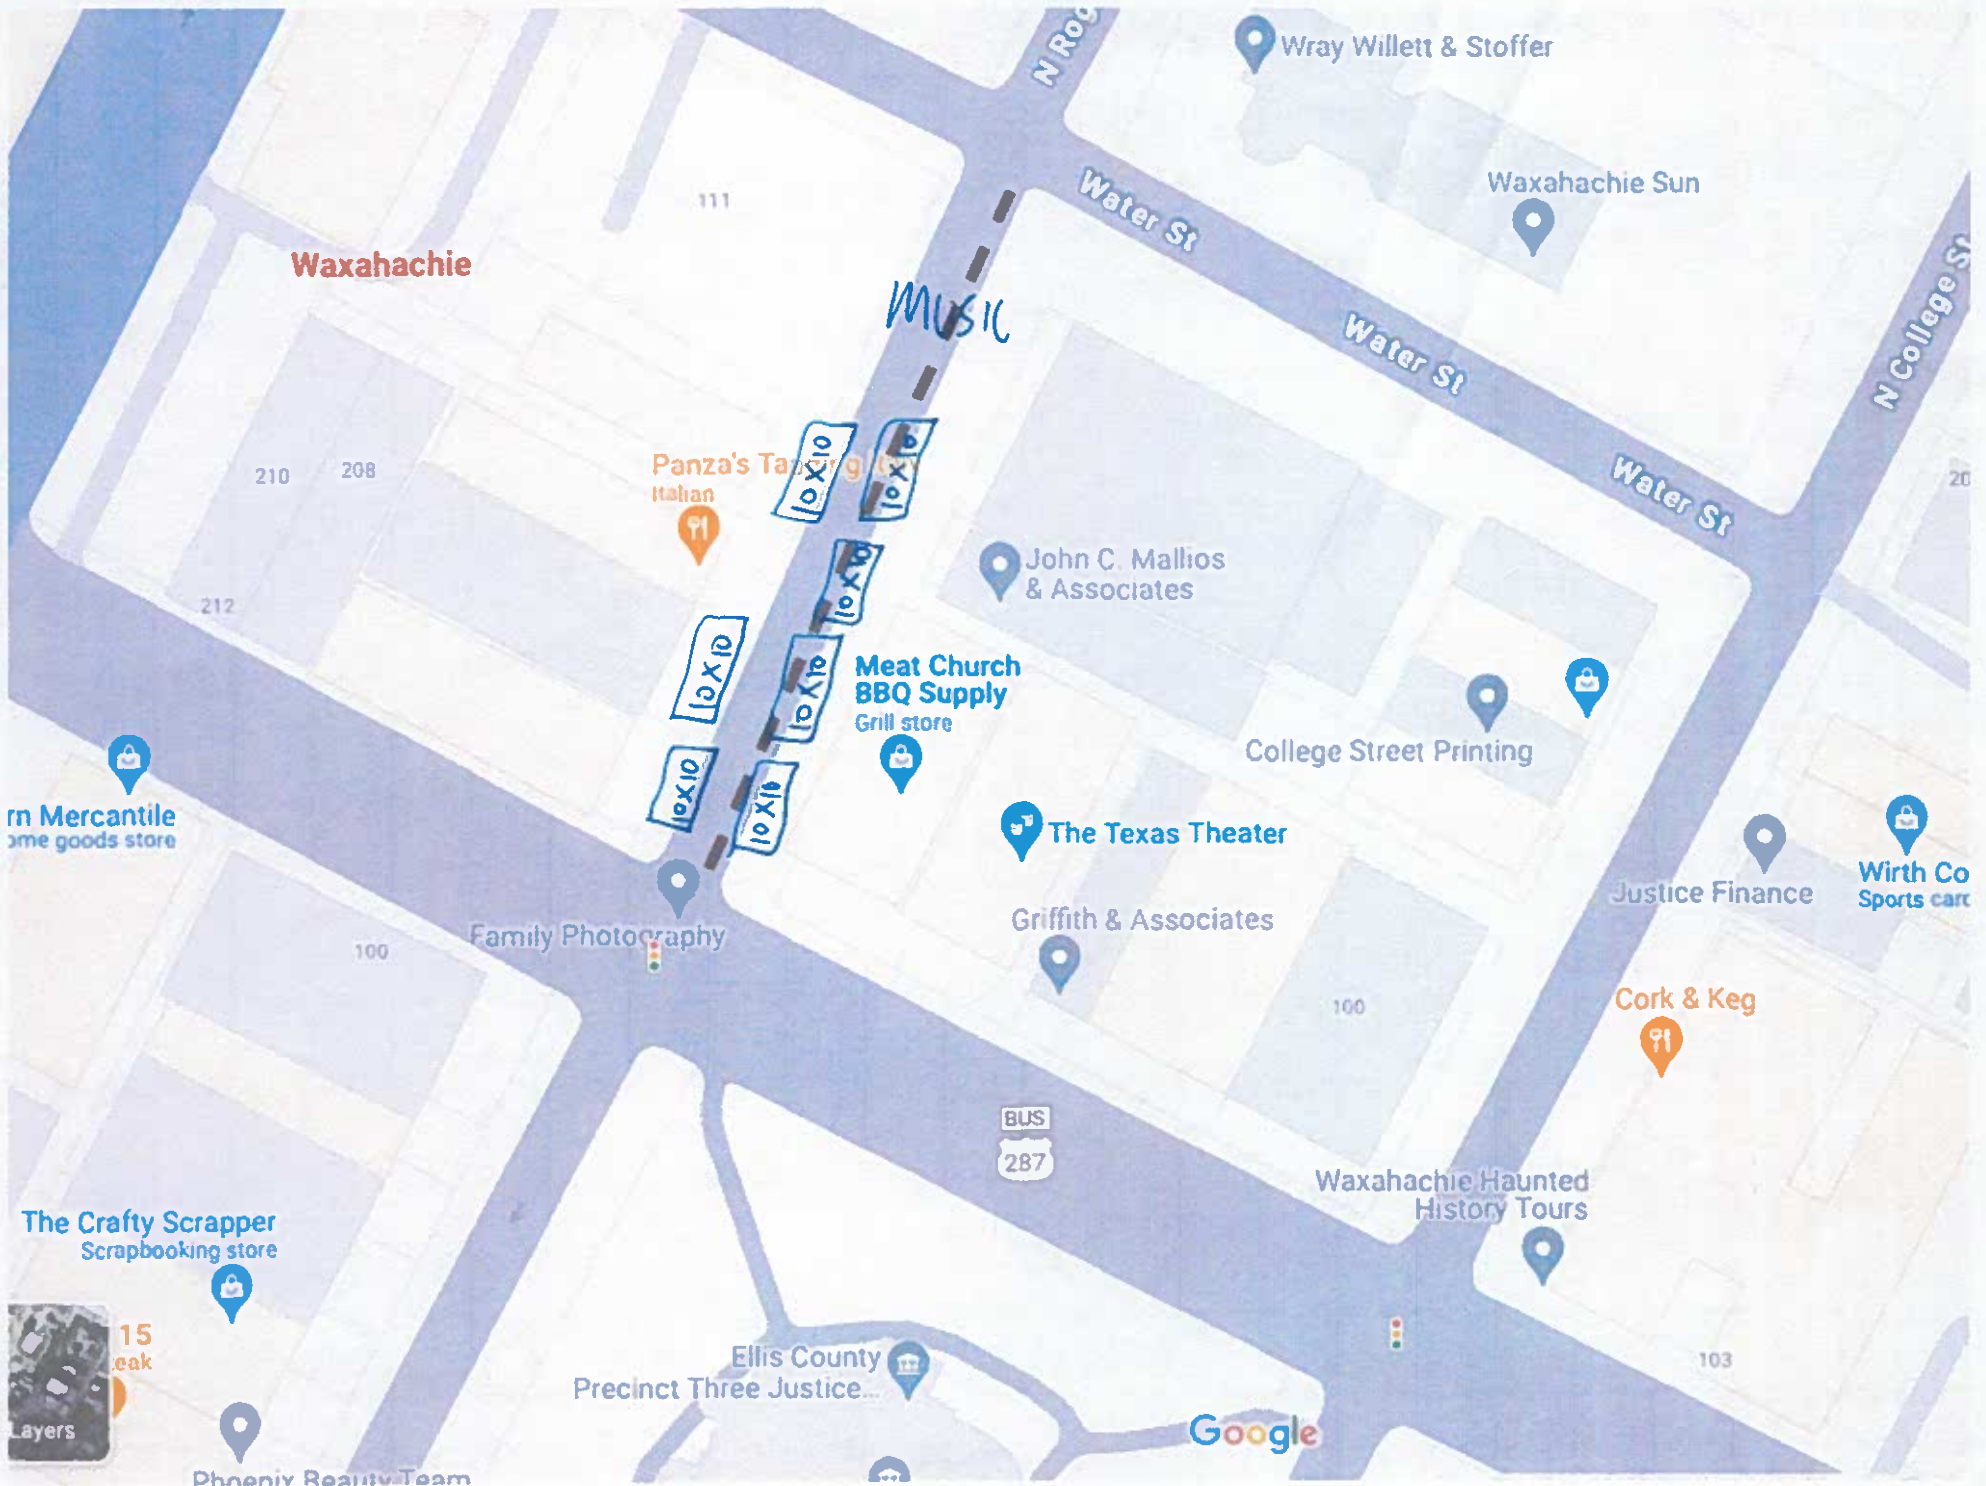 N Rog
Wray Willett & Stoffer
Waxahachie Sun
Water St
111
Waxahachie
N College St
MUSIC
Water St
Water St
20
210
208
Panza's
Italian
10X10
10X10
John C. Mallios
& Associates
10X10
212
10X10
10X10
Meat Church
BBQ Supply
Grill store
College Street Printing
10X10
10X10
rn Mercantile
ome goods store
The Texas Theater
Justice Finance
Wirth Co
Sports card
Griffith & Associates
Family Photography
100
100
Cork & Keg
BUS
287
Waxahachie Haunted
History Tours
The Crafty Scrapper
Scrapbooking store
15
eak
Layers
Ellis County
Precinct Three Justice...
103
Google
Phoenix Beauty Team